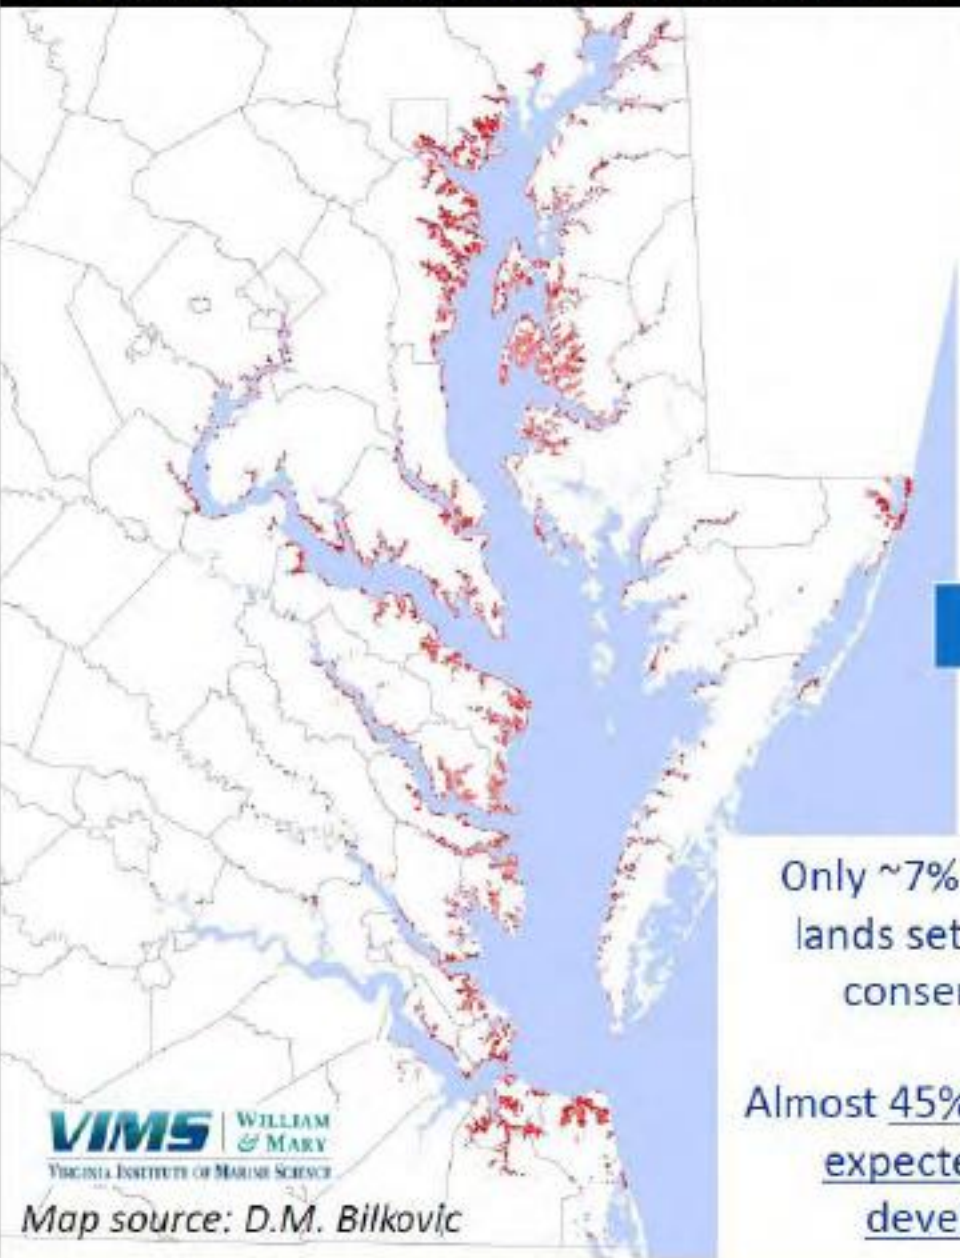 Only ~7%
lands set
conser
Almost 45%
expecte
deve
VIMS WILLIAM
& MARY
VIRGINIA INSTITUTE OF MARINE SCIENCE
Map source: D.M. Bilkovic